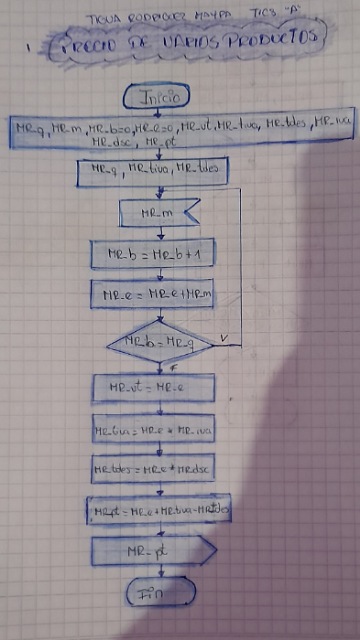 TIGUA RODRIGUEZ MAYRA TICS "A"
1. PRECIO DE VARIOS PRODUCTOS
Inicio
MR_q, MR_m, MR_b=0, MR_e=0, MR_vt, MR_tiva, MR_tdes, MR_iva
MR_dsc, MR_pt
MR_q, MR_tiva, MR_tdes
MR_m
MR_b = MR_b+1
MR_e = MR_e+MR_m
MR_b = MR_q
V
F
MR_vt = MR_e
MR_tiva = MR_e * MR_iva
MR_tdes = MR_e * MR_dsc
MR_pt = MR_e + MR_tiva - MR_tdes
MR_pt
Fin